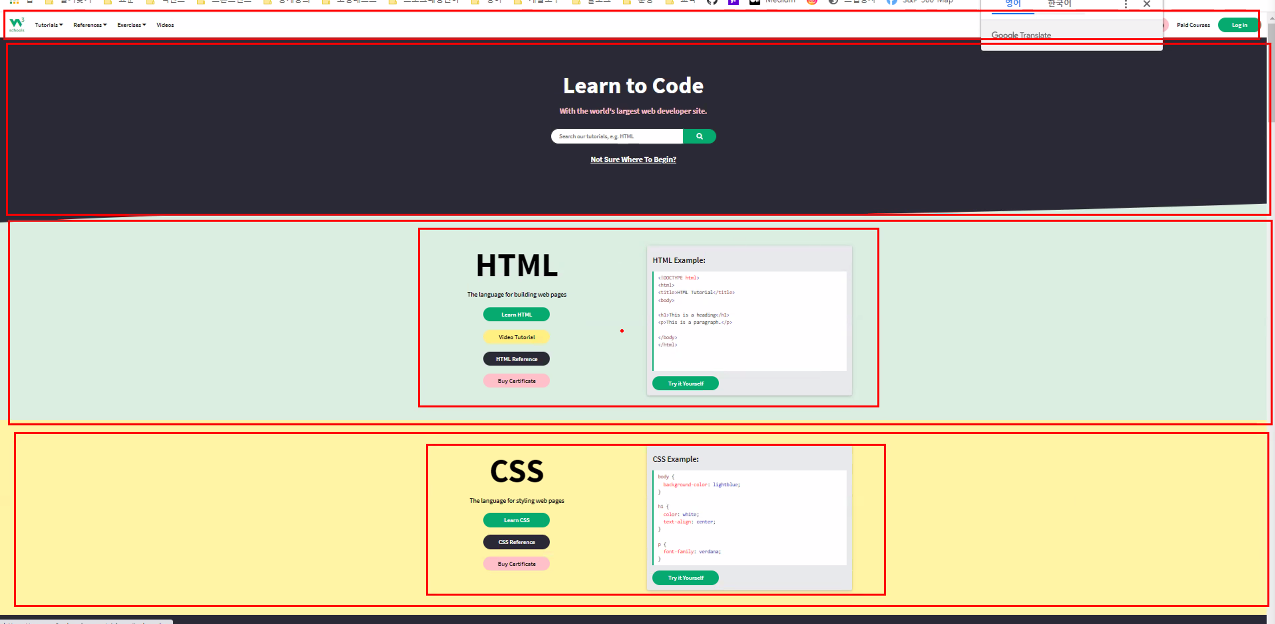 Medium
영어
한국어
Google Translate
3
schools
Tutorials
References
Exercises
Videos
Paid Courses
Log in
Learn to Code
With the world's largest web developer site.
Search our tutorials, e.g. HTML
Not Sure Where To Begin?
HTML
The language for building web pages
Learn HTML
Video Tutorial
HTML Reference
Buy Certificate
HTML Example:
<!DOCTYPE html>
<html>
<title>HTML Tutorial</title>
<body>
<h1>This is a heading</h1>
<p>This is a paragraph.</p>
</body>
</html>
Try it Yourself
CSS
The language for styling web pages
Learn CSS
CSS Reference
Buy Certificate
CSS Example:
body {
background-color: lightblue;
}
h1 {
color: white;
text-align: center;
}
p {
font-family: verdana;
}
Try it Yourself